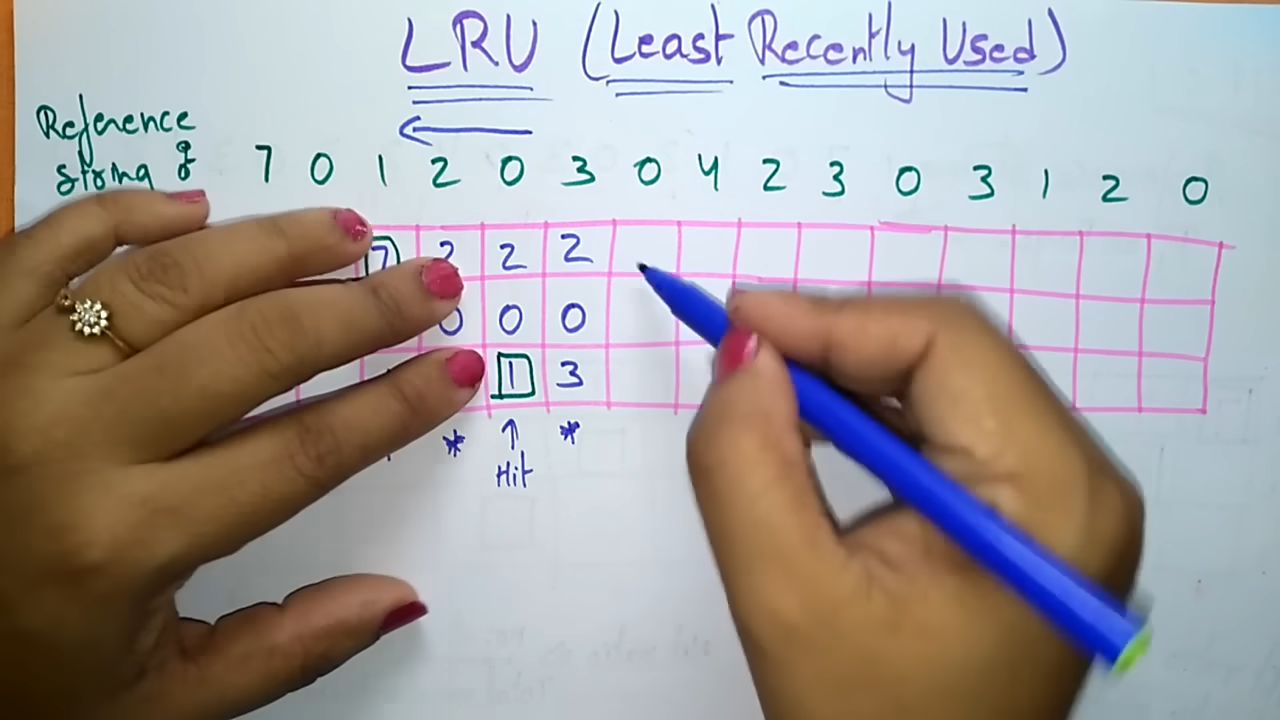 LRU (Least Recently Used)
Reference
string : 7 0 1 2 0 3 0 4 2 3 0 3 1 2 0
7 2 2 2
0 0 0
1 3
* *
Hit